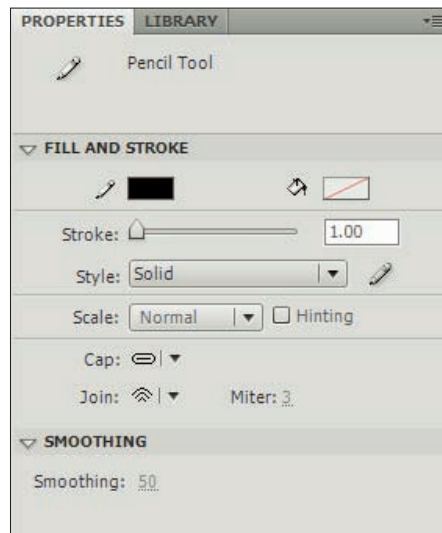 PROPERTIES LIBRARY
Pencil Tool
FILL AND STROKE
Stroke: 1.00
Style: Solid
Scale: Normal Hinting
Cap:
Join: Miter: 3
SMOOTHING
Smoothing: 50